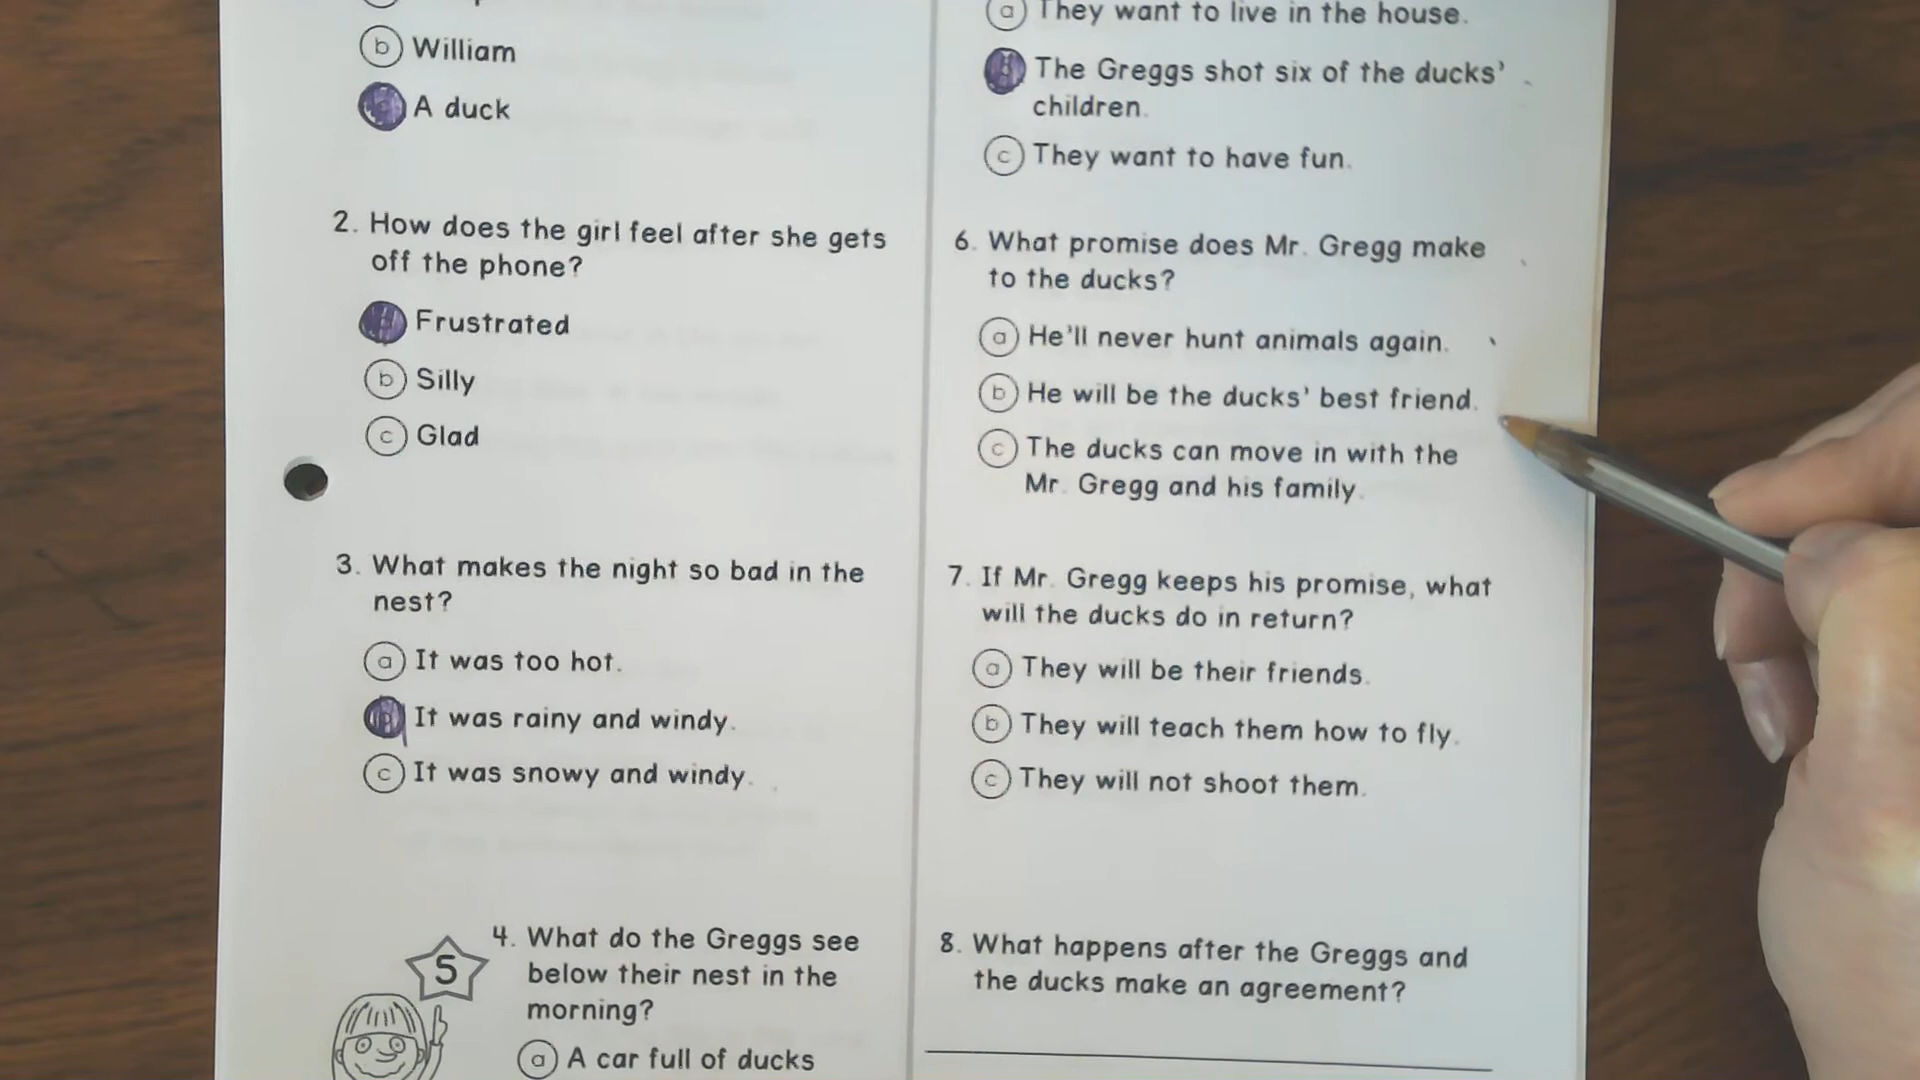 b William
A duck
2. How does the girl feel after she gets
off the phone?
Frustrated
b Silly
c Glad
3. What makes the night so bad in the
nest?
a It was too hot.
It was rainy and windy.
c It was snowy and windy.
5
4. What do the Greggs see
below their nest in the
morning?
a A car full of ducks
a They want to live in the house.
The Greggs shot six of the ducks'
children.
c They want to have fun.
6. What promise does Mr. Gregg make
to the ducks?
a He'll never hunt animals again.
b He will be the ducks' best friend.
c The ducks can move in with the
Mr. Gregg and his family.
7. If Mr. Gregg keeps his promise, what
will the ducks do in return?
a They will be their friends.
b They will teach them how to fly.
c They will not shoot them.
8. What happens after the Greggs and
the ducks make an agreement?